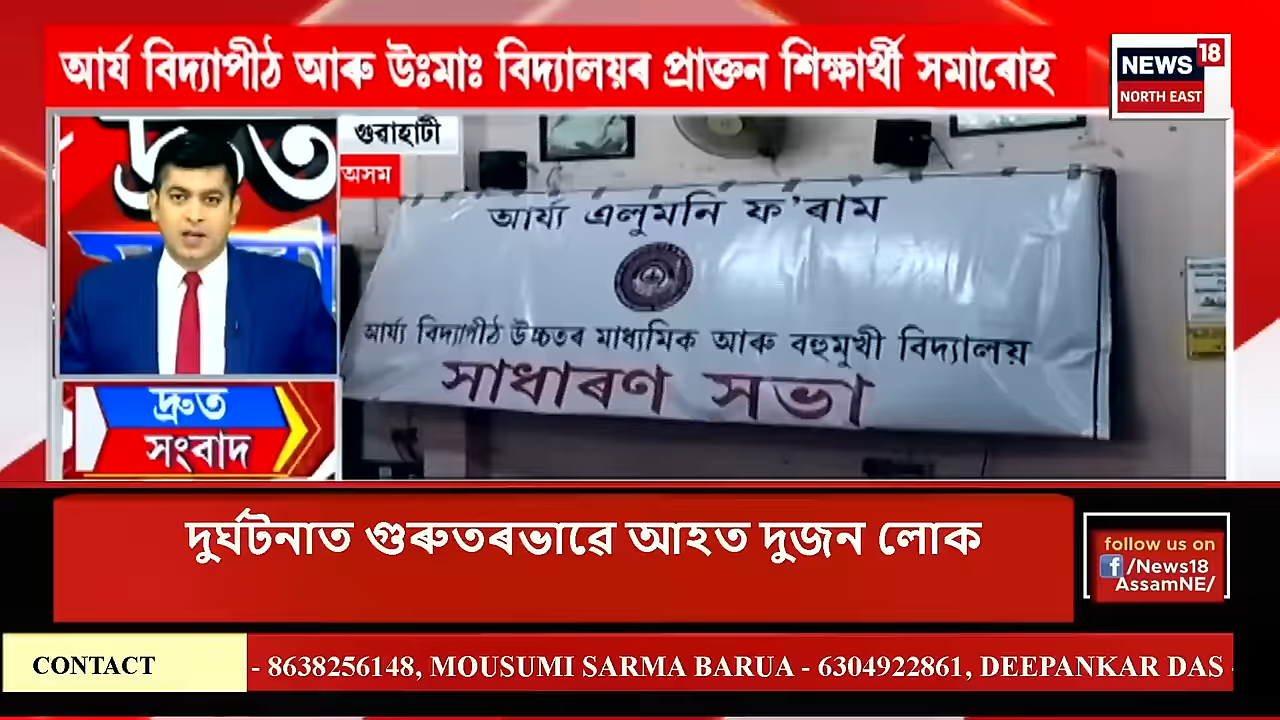 আৰ্য বিদ্যাপীঠ আৰু উঃমাঃ বিদ্যালয়ৰ প্ৰাক্তন শিক্ষাৰ্থী সমাৰোহ
NEWS 18
NORTH EAST
গুৱাহাটী
অসম
দ্ৰুত
আৰ্য্য এলুমনি ফ'ৰাম
আৰ্য্য বিদ্যাপীঠ উচ্চতৰ মাধ্যমিক আৰু বহুমুখী বিদ্যালয়
সাধাৰণ সভা
দ্ৰুত
সংবাদ
দুৰ্ঘটনাত গুৰুতৰভাৱে আহত দুজন লোক
follow us on
f/News18
AssamNE/
CONTACT
- 8638256148, MOUSUMI SARMA BARUA - 6304922861, DEEPANKAR DAS -